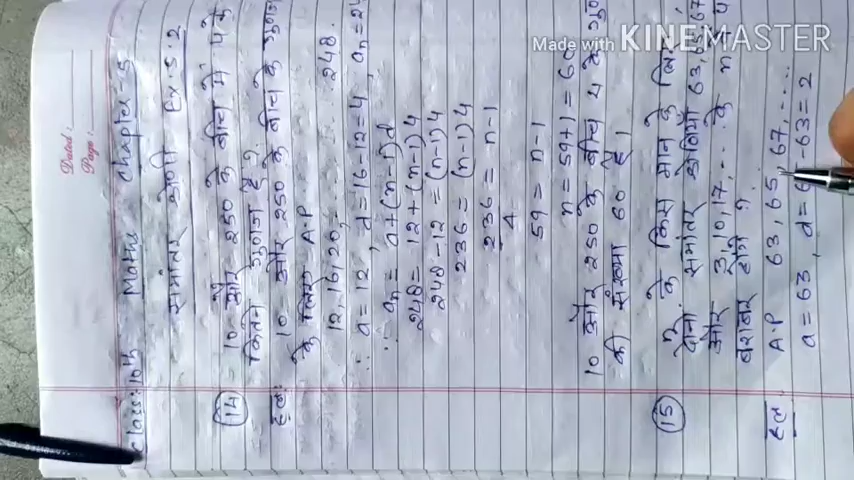 Dated:
Page:
Class: 10th Maths Chapter-5
समांतर श्रेणी Ex-5.2
(14) 10 और 250 के बीच में 4 के
कितने गुणज हैं?
हल: 10 और 250 के बीच के
के लिए A.P
12, 16, 20, ..... 248.
∴ a = 12, d = 16-12 = 4, an = 24
∴ an = a+(n-1)d
248 = 12+(n-1)4
248-12 = (n-1)4
236 = (n-1)4
236/4 = n-1
59 = n-1
n = 59+1 = 60
10 और 250 के बीच 4 के
की संख्या 60 है।
(15) n के किस मान के लिए
दोनों समांतर श्रेणियों 63, 65, 67
और 3, 10, 17, ... के n
बराबर होंगे ?
हल A.P 63, 65, 67, ....
a = 63, d = 65-63 = 2
Made with KINEMASTER